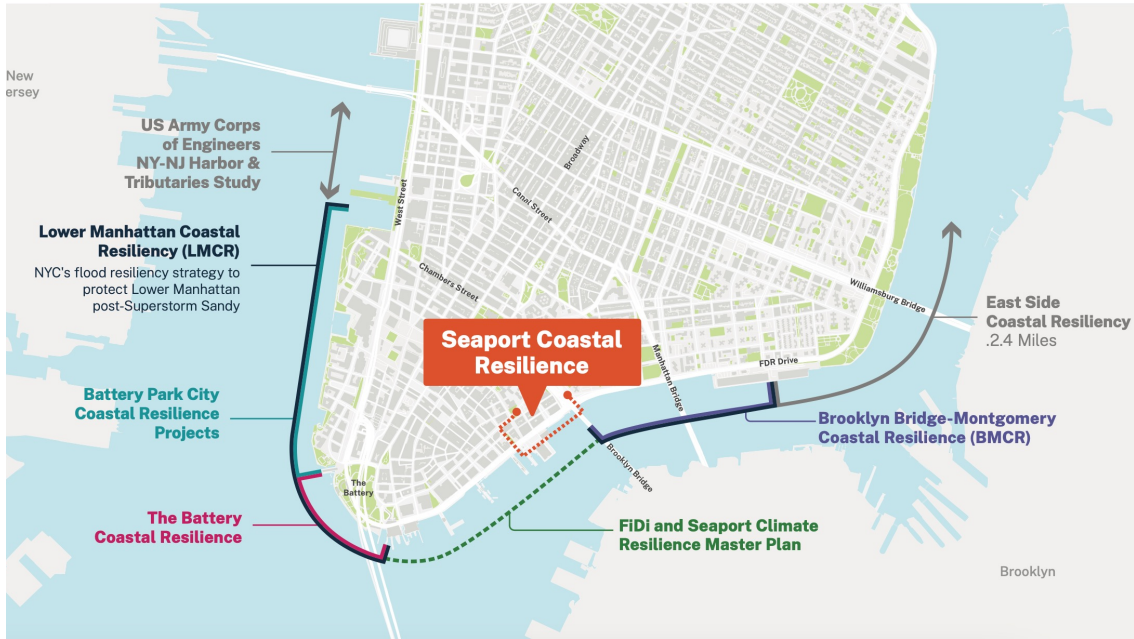 New
ersey
US Army Corps
of Engineers
NY-NJ Harbor &
Tributaries Study
Lower Manhattan Coastal
Resiliency (LMCR)
NYC's flood resiliency strategy to
protect Lower Manhattan
post-Superstorm Sandy
Battery Park City
Coastal Resilience
Projects
The Battery
Coastal Resilience
West Street
Broadway
Canal Street
Chambers Street
Seaport Coastal
Resilience
Manhattan Bridge
FDR Drive
Williamsburg Bridge
East Side
Coastal Resiliency
.2.4 Miles
Brooklyn Bridge-Montgomery
Coastal Resilience (BMCR)
Brooklyn Bridge
The
Battery
FiDi and Seaport Climate
Resilience Master Plan
Brooklyn